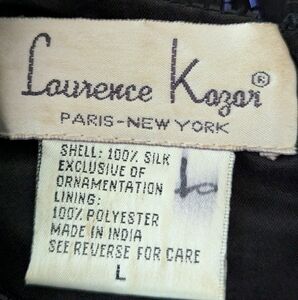 Laurence Kazar®
PARIS-NEW YORK
SHELL: 100% SILK
EXCLUSIVE OF
ORNAMENTATION
LINING:
100% POLYESTER
MADE IN INDIA
SEE REVERSE FOR CARE
L